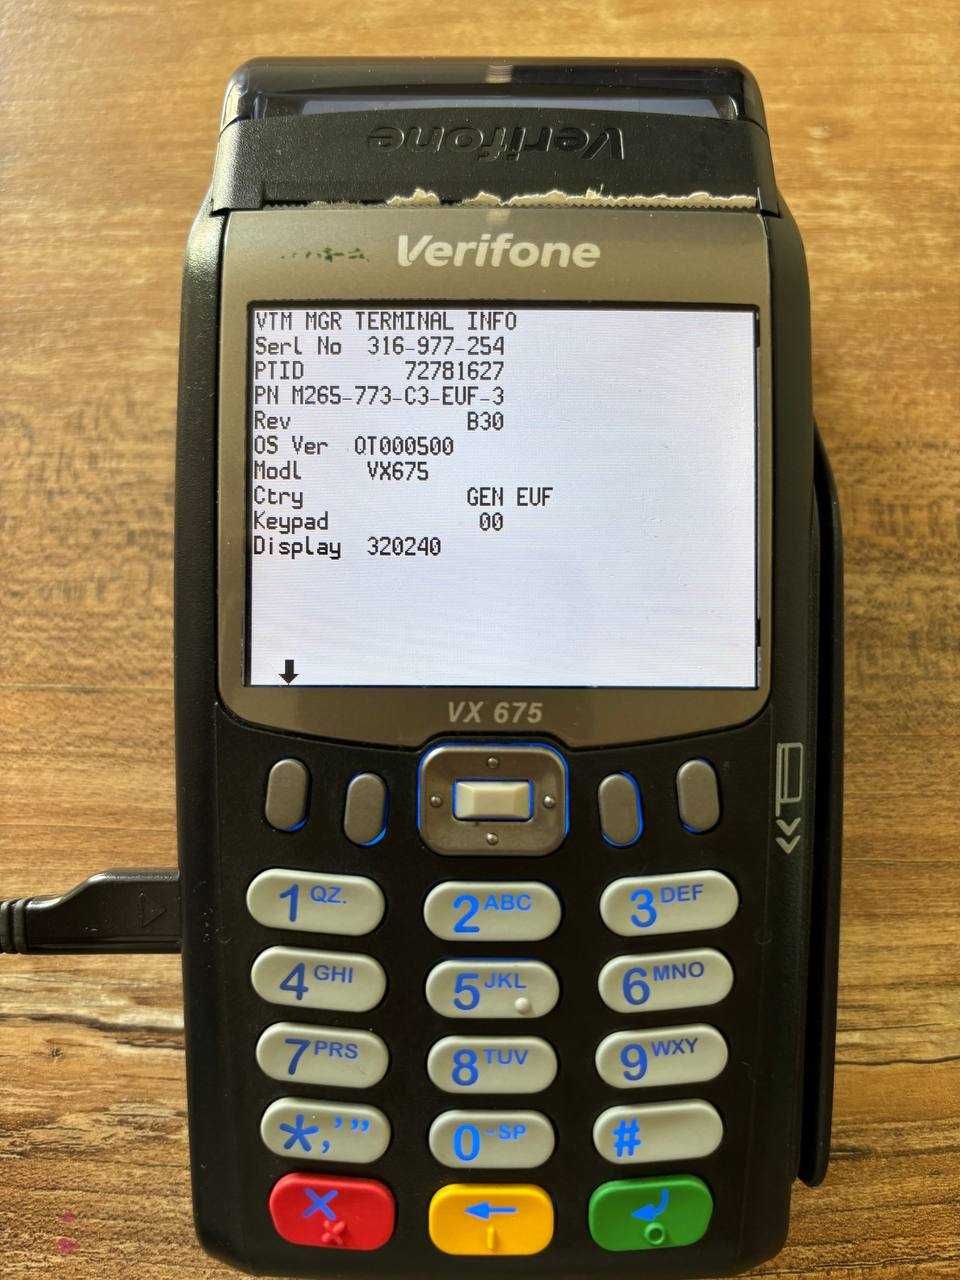 Verifone
Verifone
VTM MGR TERMINAL INFO
Serl No 316-977-254
PTID 72781627
PN M265-773-C3-EUF-3
Rev B30
OS Ver QT000500
Modl VX675
Ctry GEN EUF
Keypad 00
Display 320240
VX 675
1 QZ. 2 ABC 3 DEF
4 GHI 5 JKL 6 MNO
7 PRS 8 TUV 9 WXY
*,'" 0 -SP #